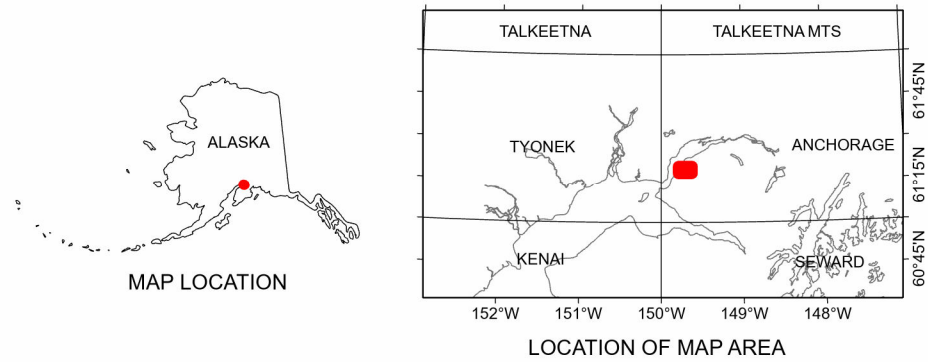 ALASKA
MAP LOCATION
TALKEETNA
TALKEETNA MTS
TYONEK
ANCHORAGE
KENAI
SEWARD
61°45'N
61°15'N
60°45'N
152°W
151°W
150°W
149°W
148°W
LOCATION OF MAP AREA